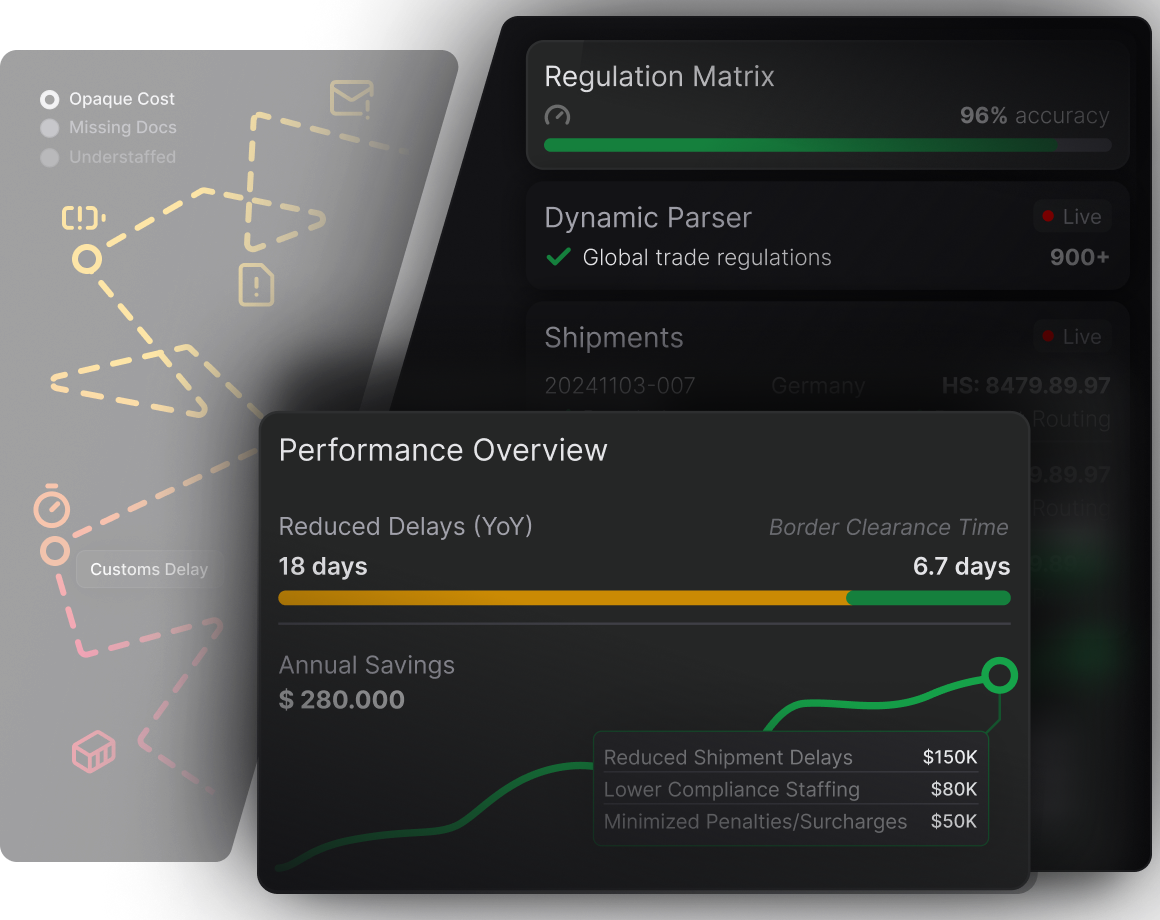 Opaque Cost
Missing Docs
Understaffed
Customs Delay
Regulation Matrix
96% accuracy
Dynamic Parser
Live
Global trade regulations
900+
Shipments
Live
20241103-007 Germany HS: 8479.89.97
Routing
9.89.97
Routing
Performance Overview
Reduced Delays (YoY) Border Clearance Time
18 days 6.7 days
Annual Savings
$ 280.000
Reduced Shipment Delays $150K
Lower Compliance Staffing $80K
Minimized Penalties/Surcharges $50K